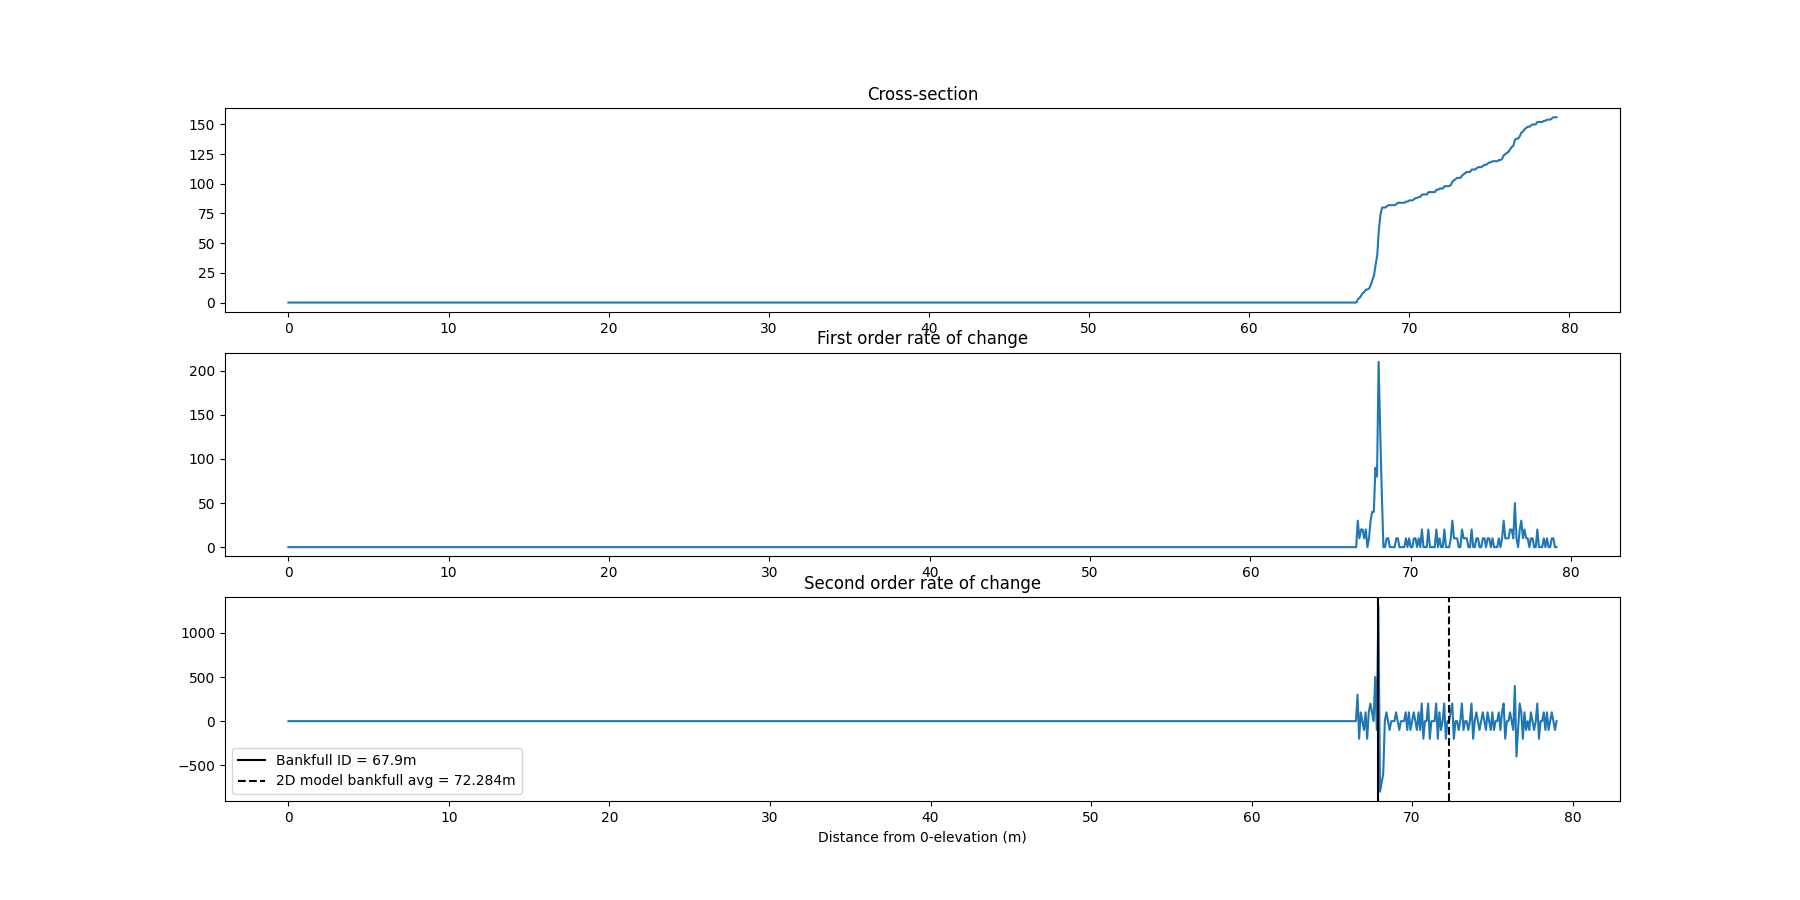 Cross-section
150
125
100
75
50
25
0
0 10 20 30 40 50 60 70 80
First order rate of change
200
150
100
50
0
0 10 20 30 40 50 60 70 80
Second order rate of change
1000
500
0
−500
Bankfull ID = 67.9m
2D model bankfull avg = 72.284m
0 10 20 30 40 50 60 70 80
Distance from 0-elevation (m)